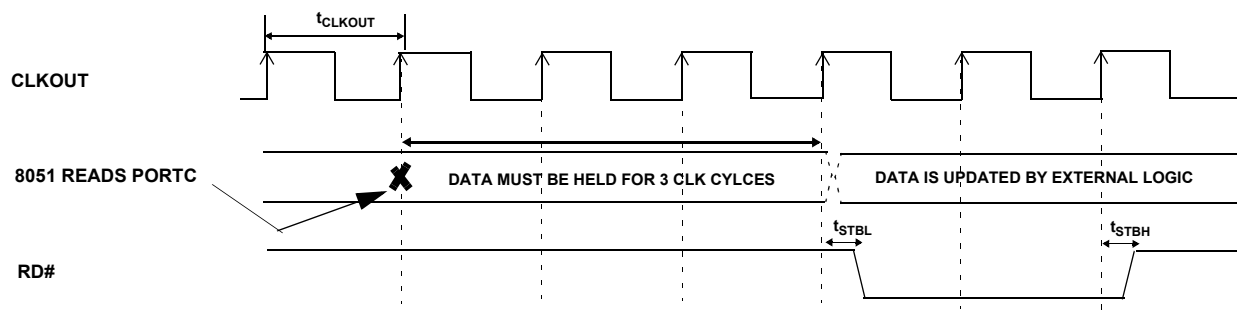 tCLKOUT
CLKOUT
8051 READS PORTC
DATA MUST BE HELD FOR 3 CLK CYLCES
DATA IS UPDATED BY EXTERNAL LOGIC
tSTBL
tSTBH
RD#